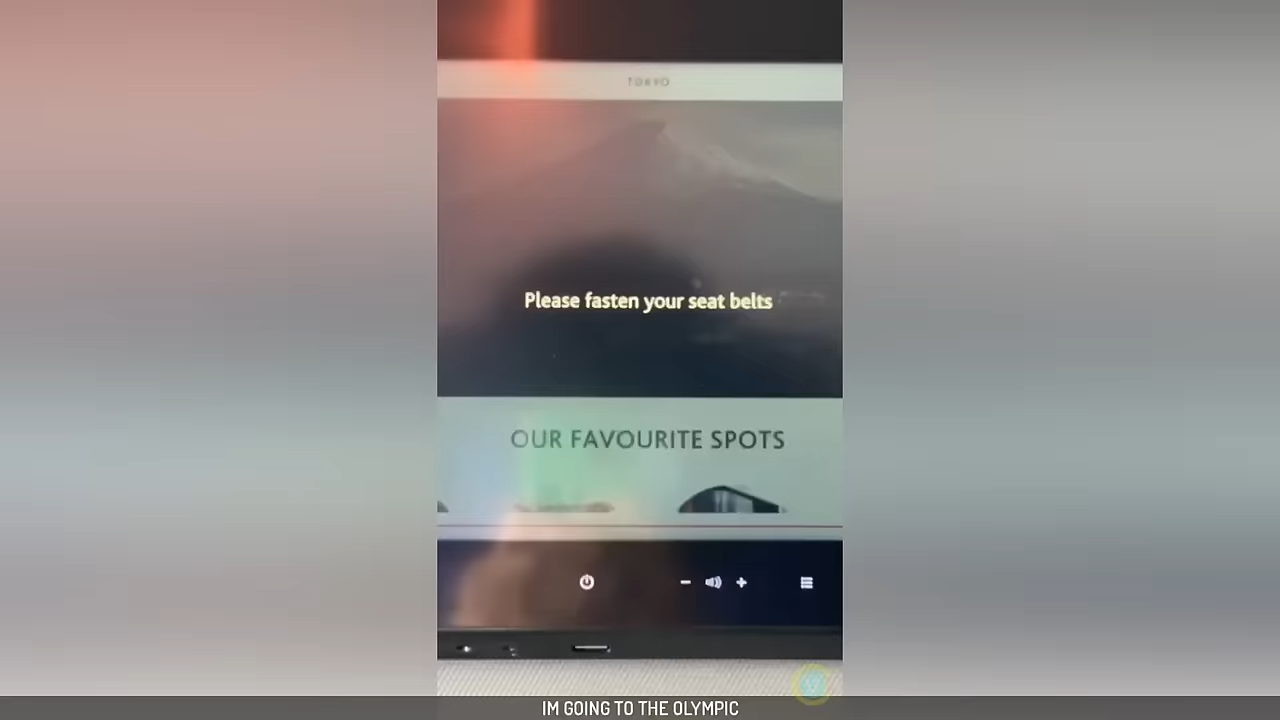 TOKYO
Please fasten your seat belts
OUR FAVOURITE SPOTS
IM GOING TO THE OLYMPIC